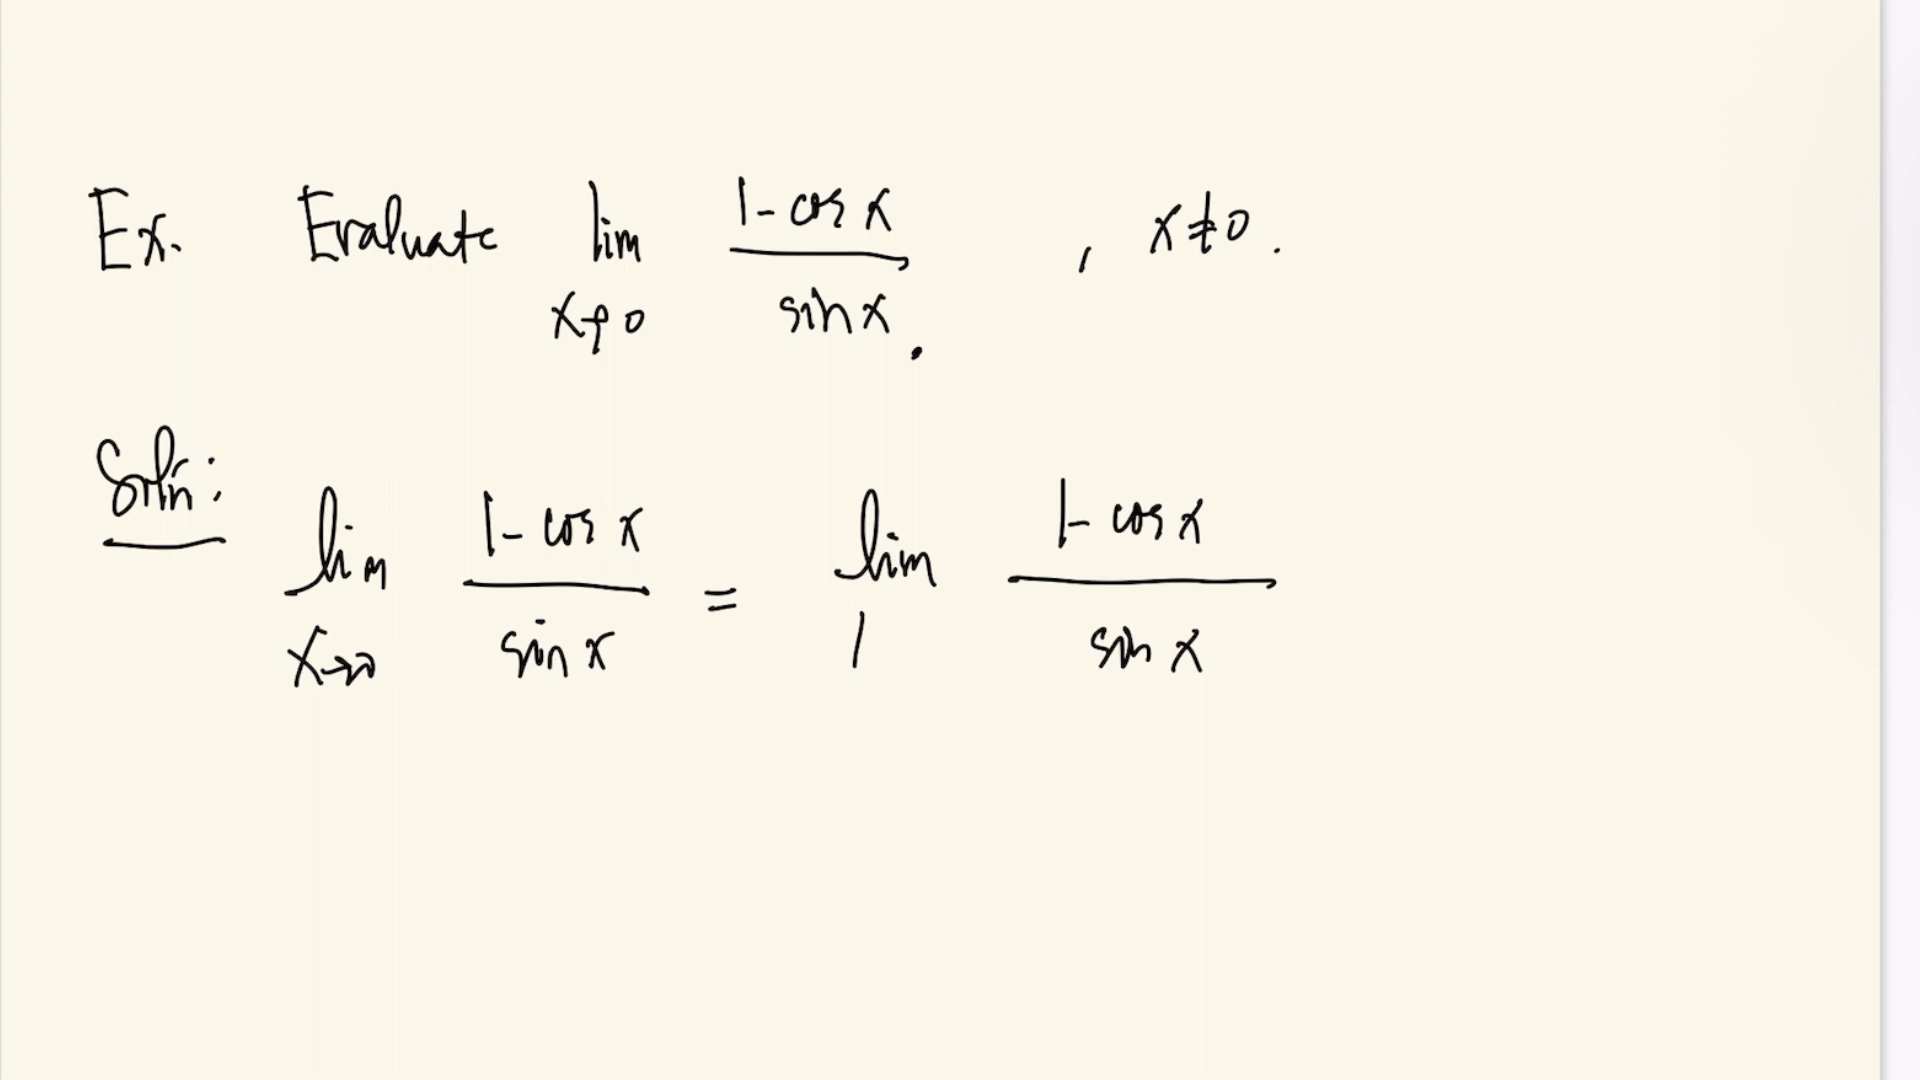 Ex. Evaluate lim x→0 (1 - cos x)/(sin x). , x ≠ 0.
Soln:
lim x→0 (1 - cos x)/(sin x) = lim (1 - cos x)/(sin x)